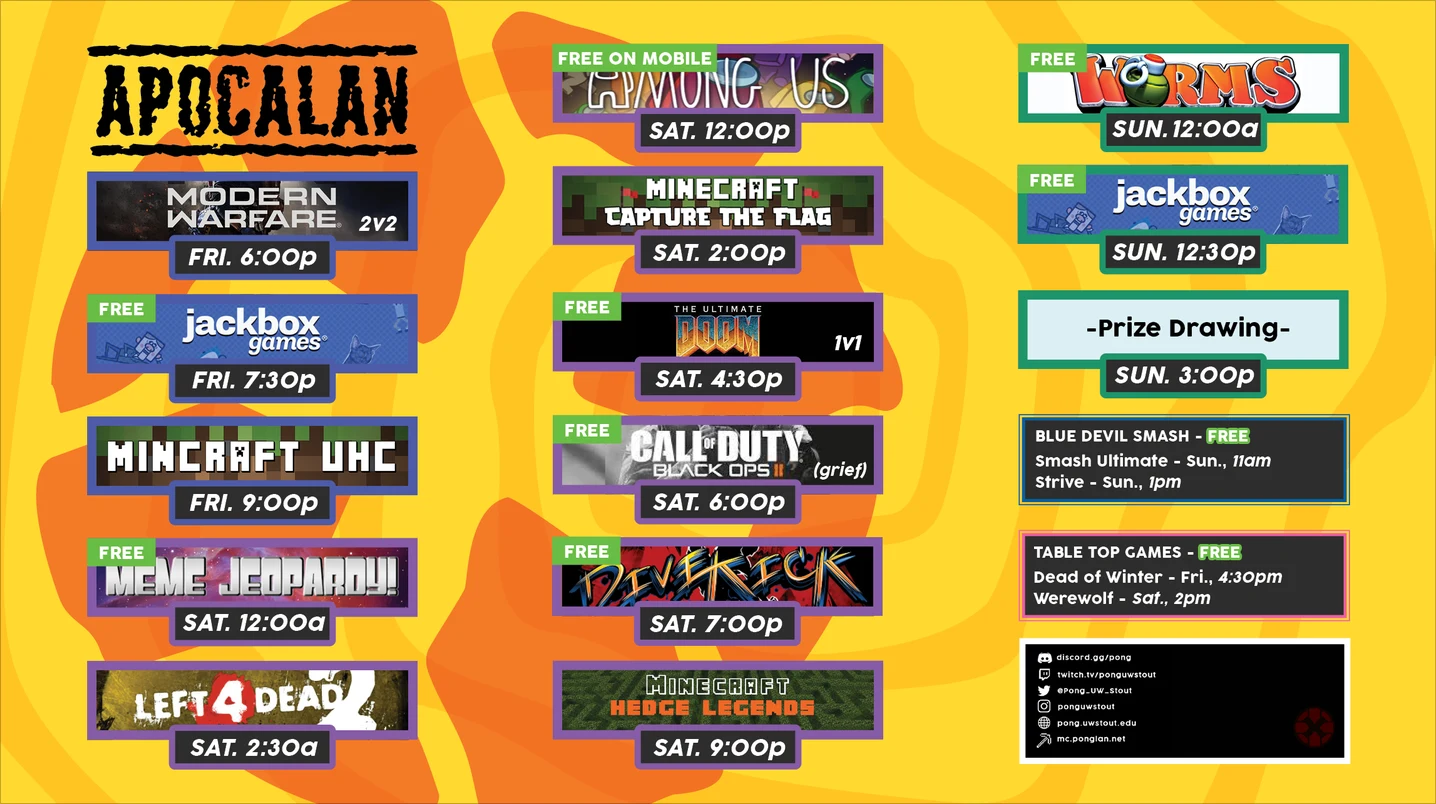 APOCALAN
MODERN
WARFARE®
2v2
FRI. 6:00p
FREE
jackbox
games®
FRI. 7:30p
MINCRAFT UHC
FRI. 9:00p
FREE
MEME JEOPARDY!
SAT. 12:00a
LEFT 4 DEAD 2
SAT. 2:30a
FREE ON MOBILE
AMONG US
SAT. 12:00p
MINECRAFT
CAPTURE THE FLAG
SAT. 2:00p
FREE
THE ULTIMATE
DOOM
1v1
SAT. 4:30p
FREE
CALL OF DUTY
BLACK OPS II
(grief)
SAT. 6:00p
FREE
DIVEKICK
SAT. 7:00p
MINECRAFT
HEDGE LEGENDS
SAT. 9:00p
FREE
WORMS
SUN. 12:00a
FREE
jackbox
games®
SUN. 12:30p
-Prize Drawing-
SUN. 3:00p
BLUE DEVIL SMASH - FREE
Smash Ultimate - Sun., 11am
Strive - Sun., 1pm
TABLE TOP GAMES - FREE
Dead of Winter - Fri., 4:30pm
Werewolf - Sat., 2pm
discord.gg/pong
twitch.tv/ponguwstout
@Pong_UW_Stout
ponguwstout
pong.uwstout.edu
mc.ponglan.net